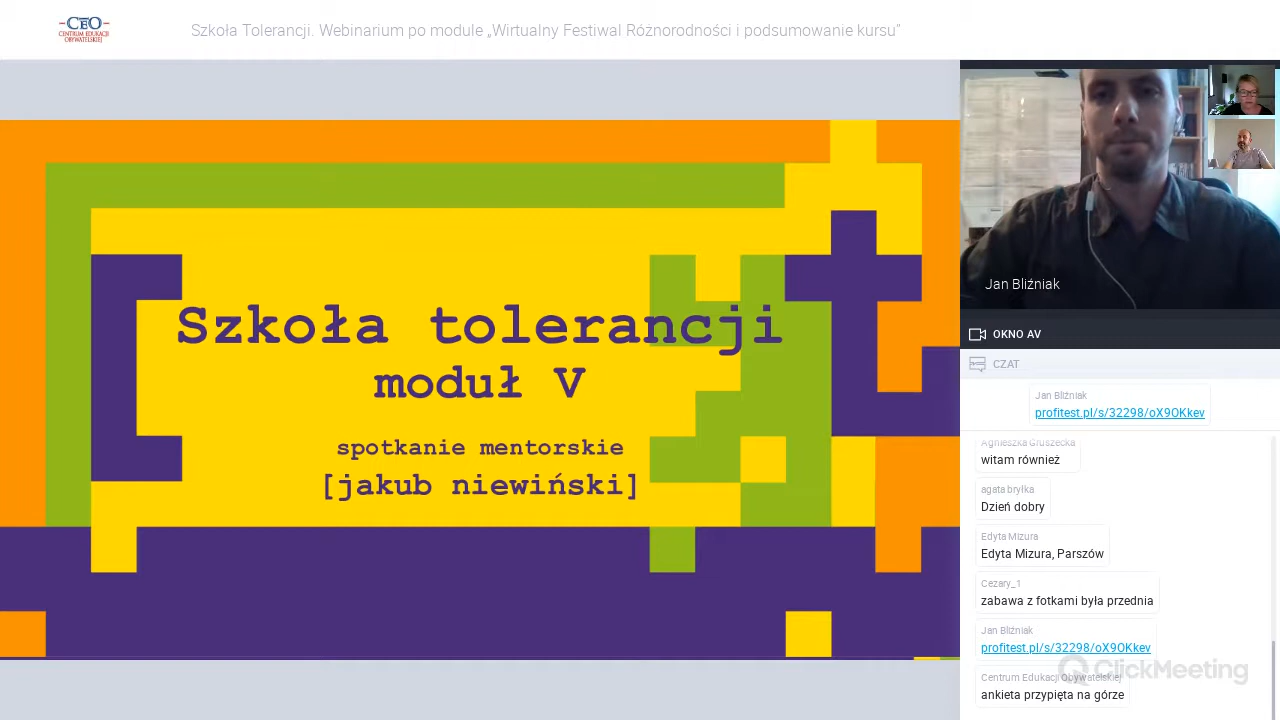 CEO
CENTRUM EDUKACJI
OBYWATELSKIEJ
Szkoła Tolerancji. Webinarium po module „Wirtualny Festiwal Różnorodności i podsumowanie kursu”
Szkoła tolerancji
moduł V
spotkanie mentorskie
[jakub niewiński]
Jan Bliźniak
OKNO AV
CZAT
Jan Bliźniak
profitest.pl/s/32298/oX9OKkev
Agnieszka Gruszecka
witam również
agata bryłka
Dzień dobry
Edyta Mizura
Edyta Mizura, Parszów
Cezary_1
zabawa z fotkami była przednia
Jan Bliźniak
profitest.pl/s/32298/oX9OKkev
Centrum Edukacji Obywatelskiej
ankieta przypięta na górze
ClickMeeting